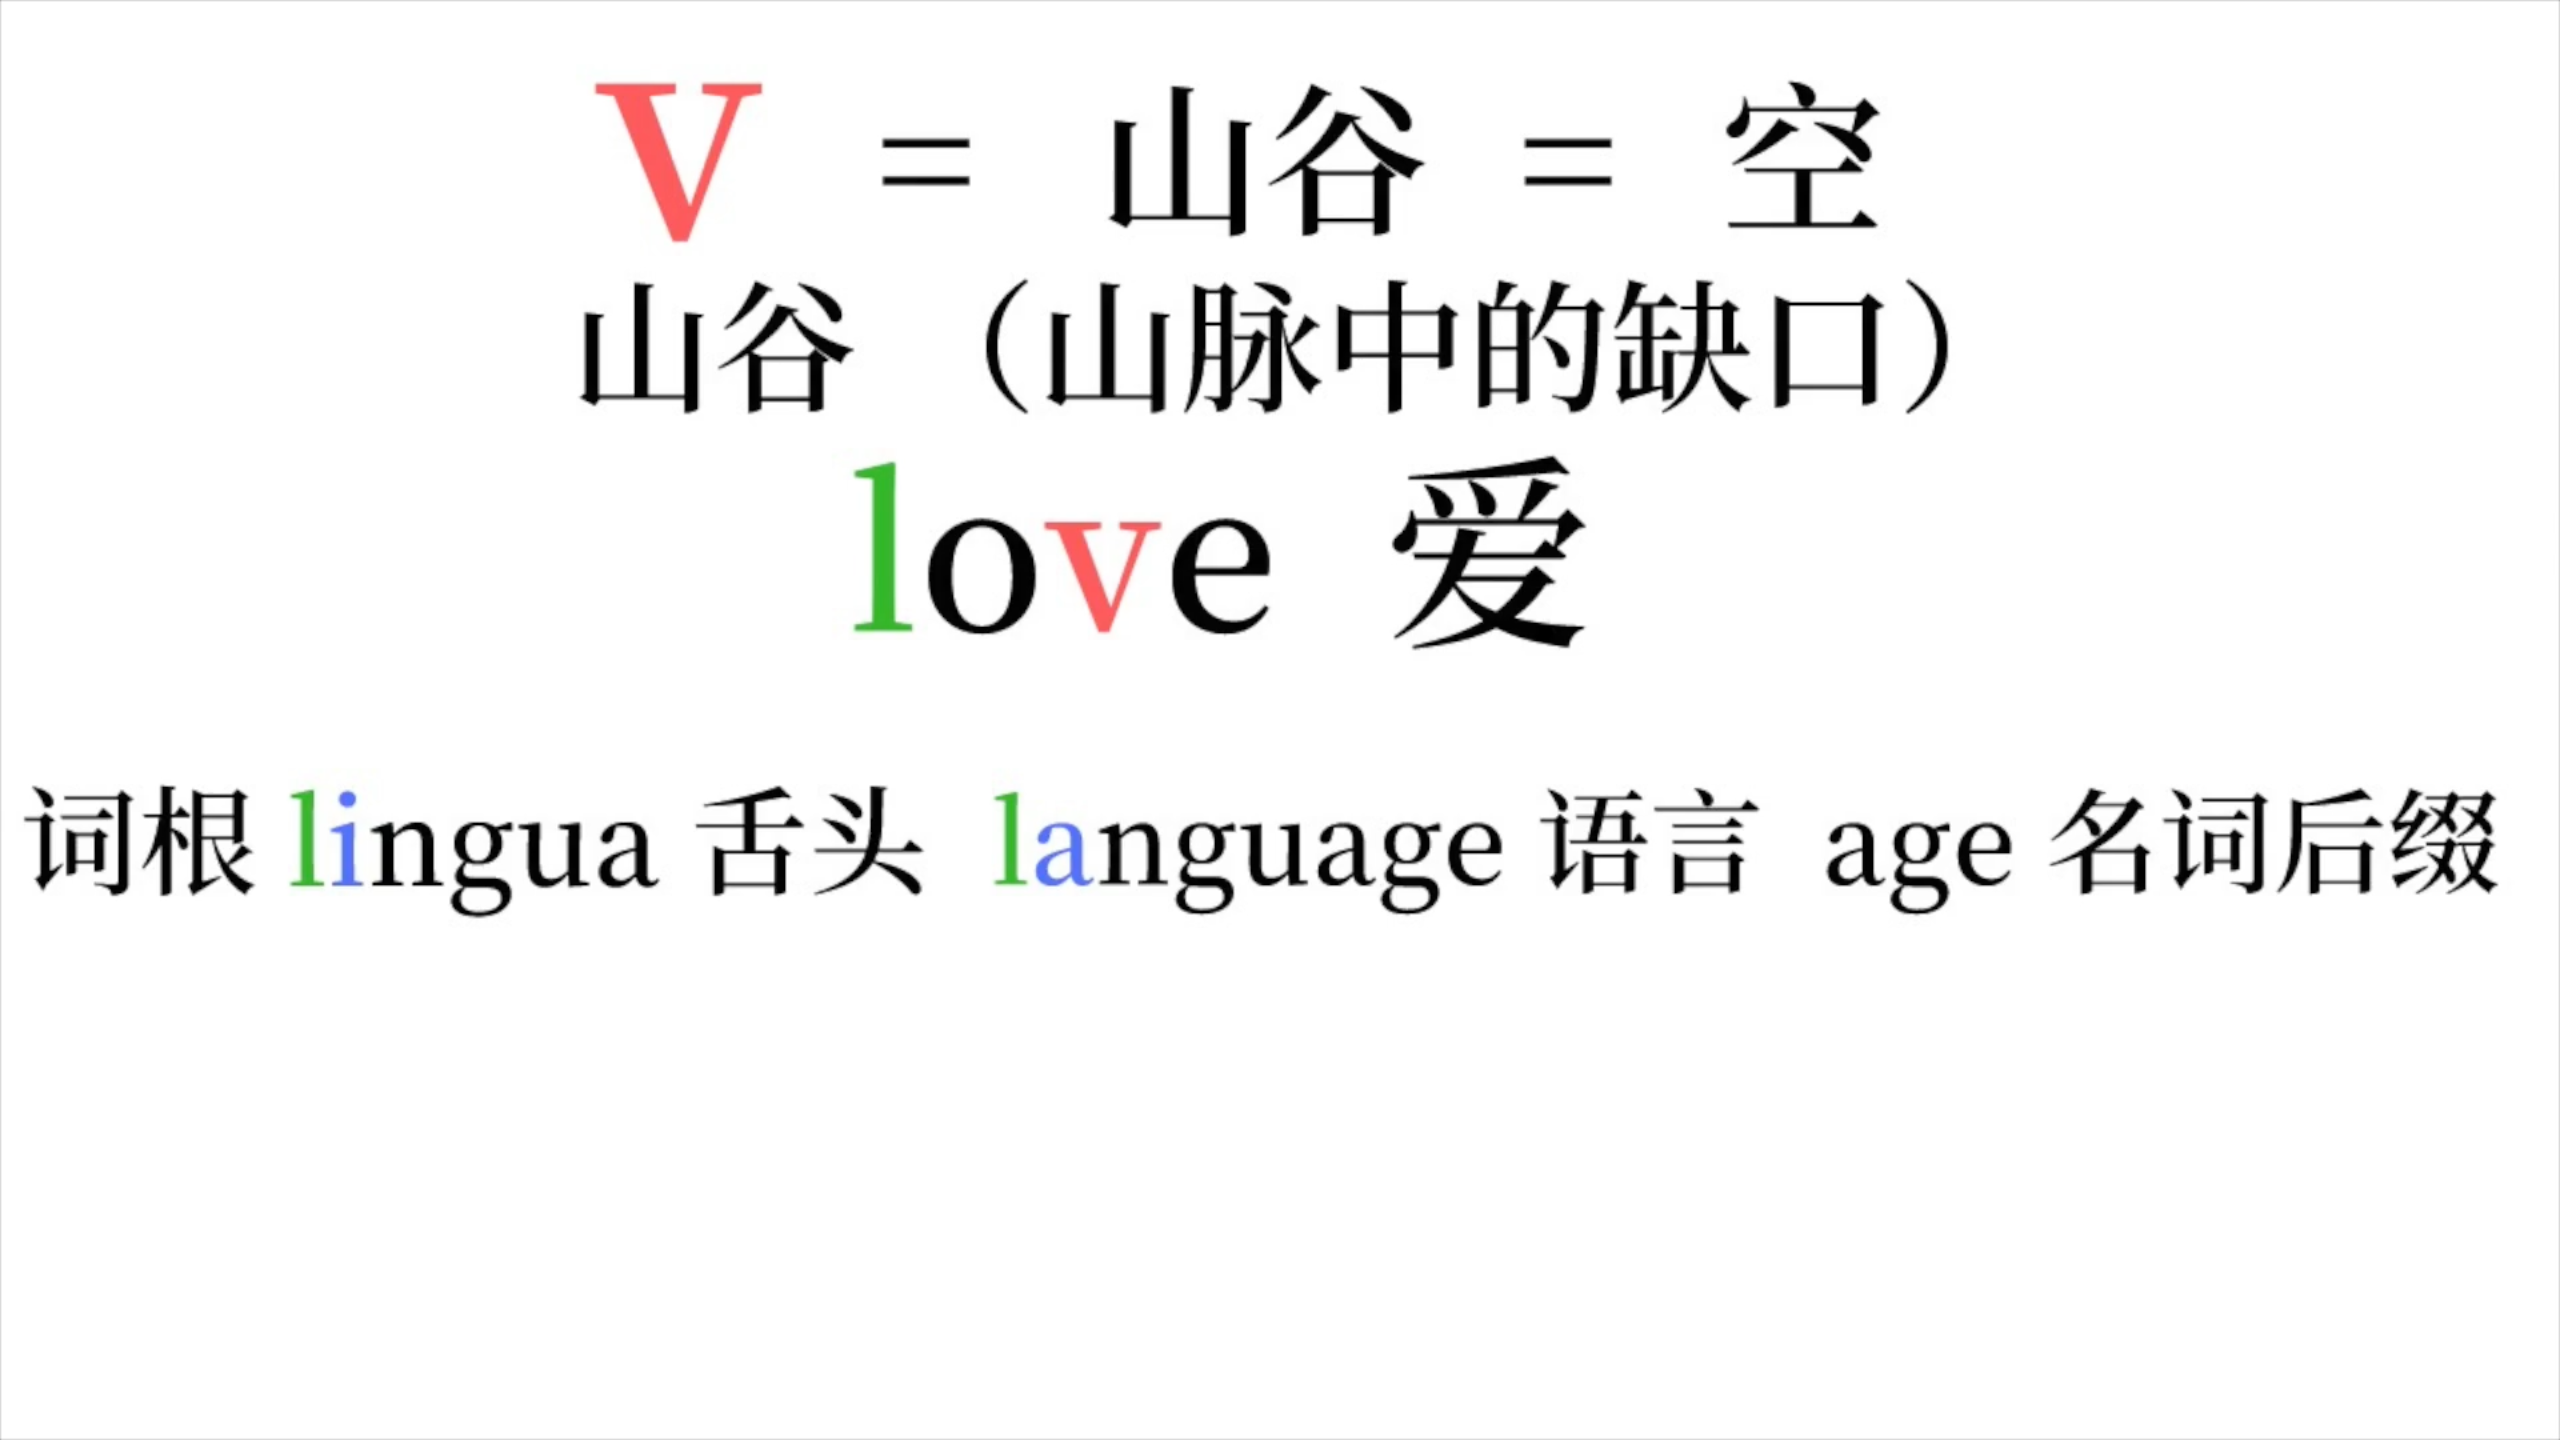 V = 山谷 = 空
山谷（山脉中的缺口）
love 爱
词根 lingua 舌头 language 语言 age 名词后缀